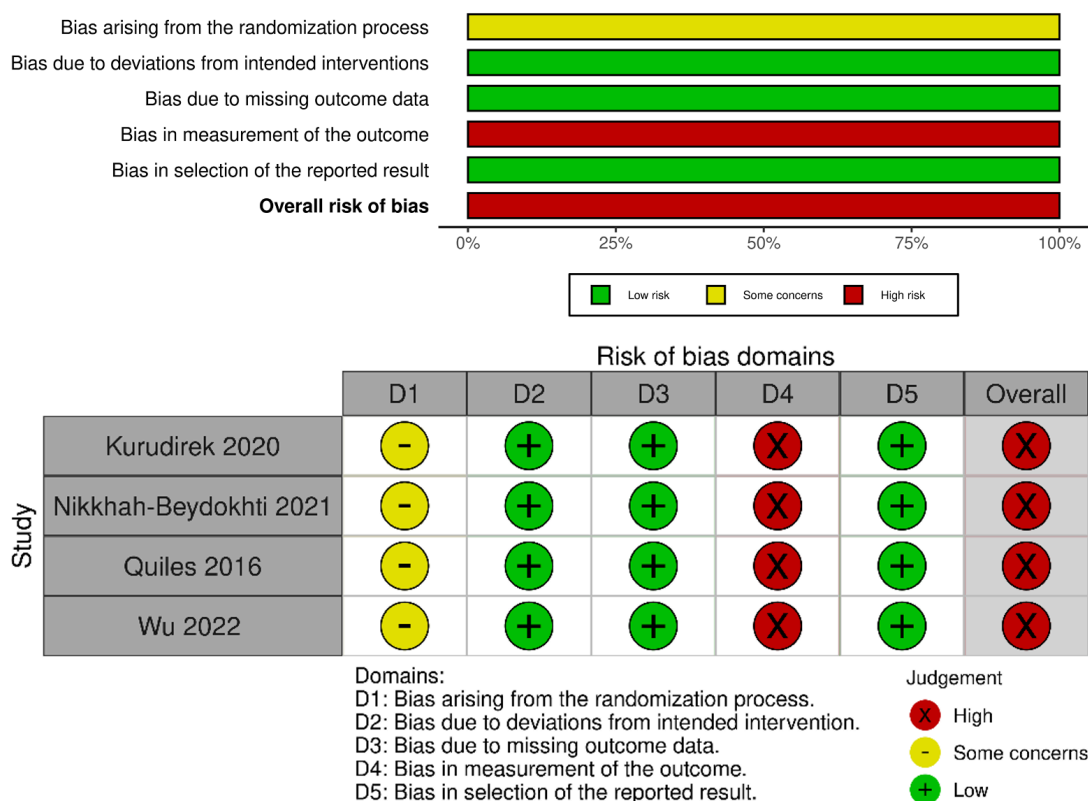 Bias arising from the randomization process
Bias due to deviations from intended interventions
Bias due to missing outcome data
Bias in measurement of the outcome
Bias in selection of the reported result
Overall risk of bias
0% 25% 50% 75% 100%
Low risk Some concerns High risk
Risk of bias domains
D1 D2 D3 D4 D5 Overall
Study
Kurudirek 2020 - + + X + X
Nikkhah-Beydokhti 2021 - + + X + X
Quiles 2016 - + + X + X
Wu 2022 - + + X + X
Domains:
D1: Bias arising from the randomization process.
D2: Bias due to deviations from intended intervention.
D3: Bias due to missing outcome data.
D4: Bias in measurement of the outcome.
D5: Bias in selection of the reported result.
Judgement
X High
- Some concerns
+ Low